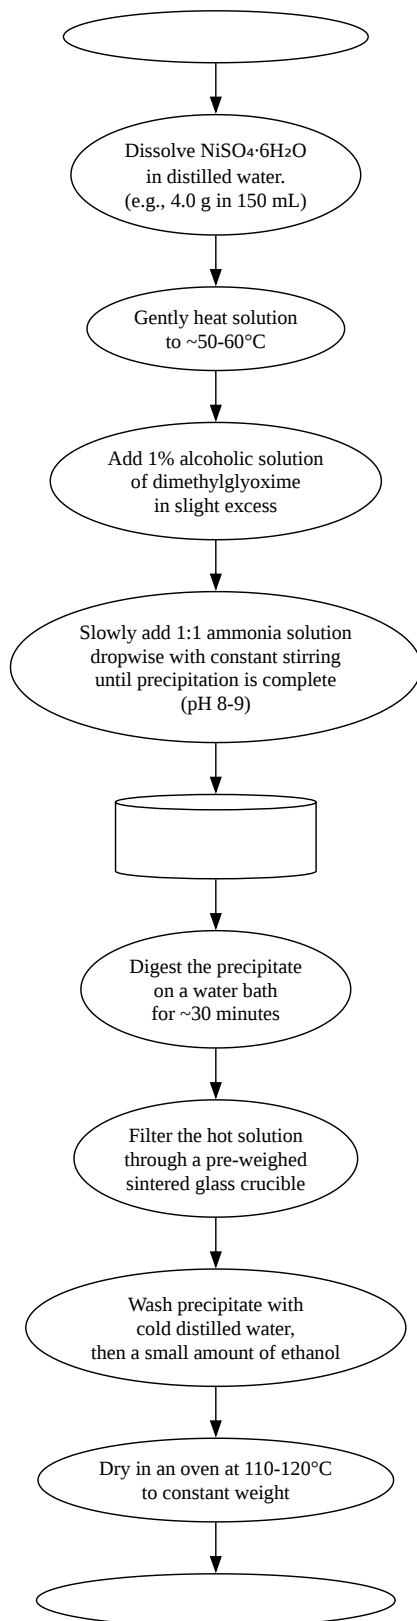 Dissolve NiSO₄·6H₂O
in distilled water.
(e.g., 4.0 g in 150 mL)
Gently heat solution
to ~50-60°C
Add 1% alcoholic solution
of dimethylglyoxime
in slight excess
Slowly add 1:1 ammonia solution
dropwise with constant stirring
until precipitation is complete
(pH 8-9)
Digest the precipitate
on a water bath
for ~30 minutes
Filter the hot solution
through a pre-weighed
sintered glass crucible
Wash precipitate with
cold distilled water,
then a small amount of ethanol
Dry in an oven at 110-120°C
to constant weight